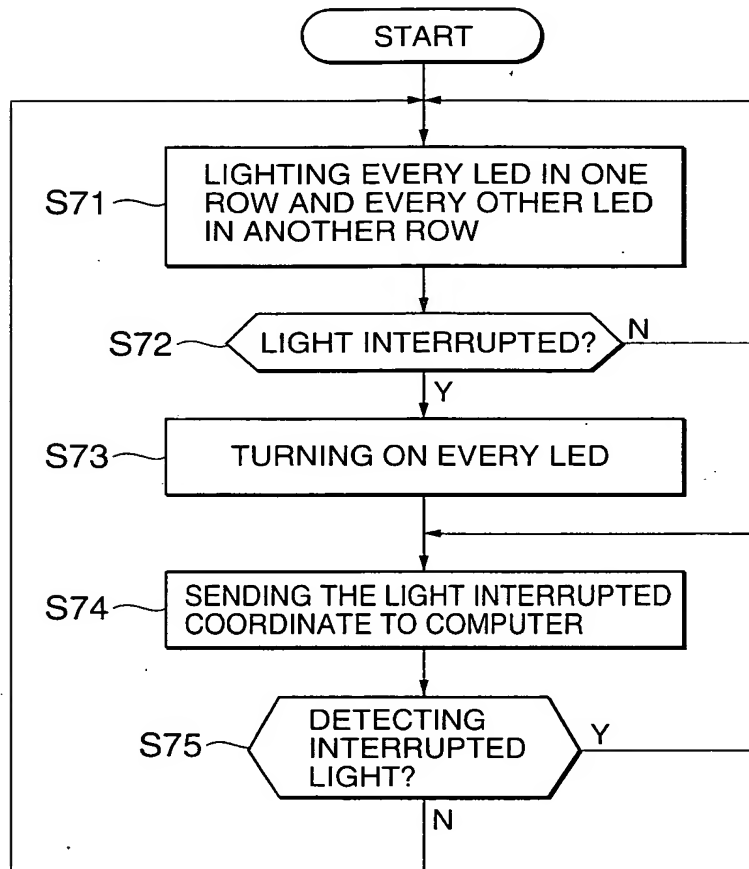 START
S71
LIGHTING EVERY LED IN ONE
ROW AND EVERY OTHER LED
IN ANOTHER ROW
S72
LIGHT INTERRUPTED?
N
Y
S73
TURNING ON EVERY LED
S74
SENDING THE LIGHT INTERRUPTED
COORDINATE TO COMPUTER
S75
DETECTING
INTERRUPTED
LIGHT?
Y
N